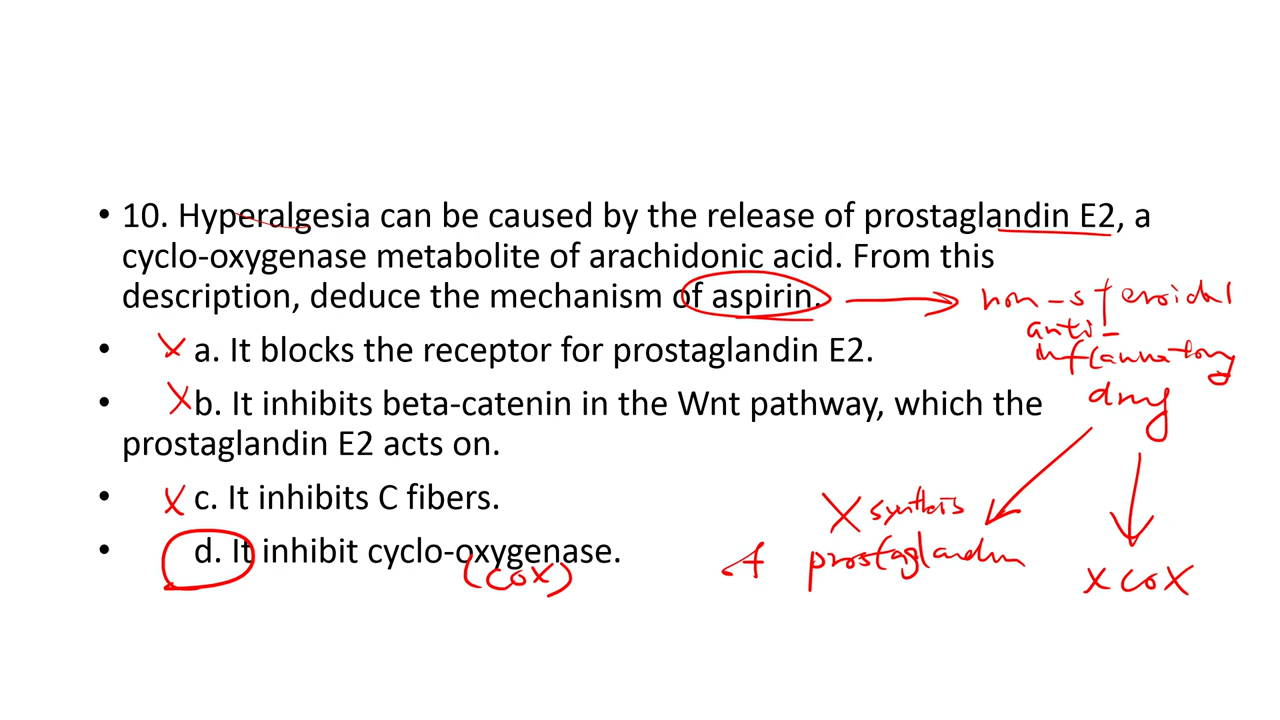 • 10. Hyperalgesia can be caused by the release of prostaglandin E2, a
cyclo-oxygenase metabolite of arachidonic acid. From this
description, deduce the mechanism of aspirin.
non-steroidal
anti-
inflammatory
drug
• X a. It blocks the receptor for prostaglandin E2.
• X b. It inhibits beta-catenin in the Wnt pathway, which the
prostaglandin E2 acts on.
• X c. It inhibits C fibers.
X synthesis
• d. It inhibit cyclo-oxygenase.
(COX)
prostaglandin
X COX